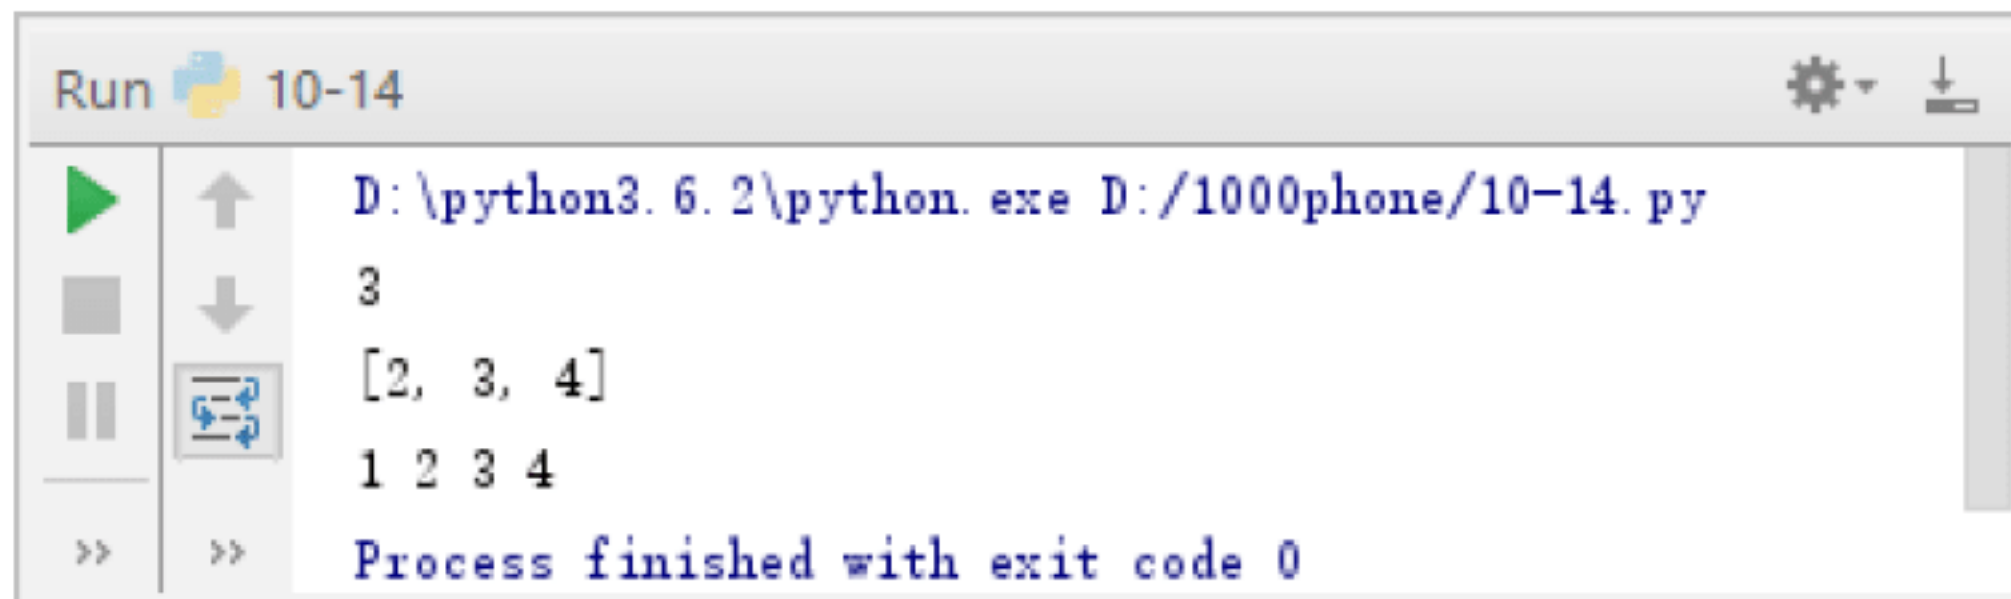 Run 10-14
D:\python3.6.2\python.exe D:/1000phone/10-14.py
3
[2, 3, 4]
1 2 3 4
Process finished with exit code 0